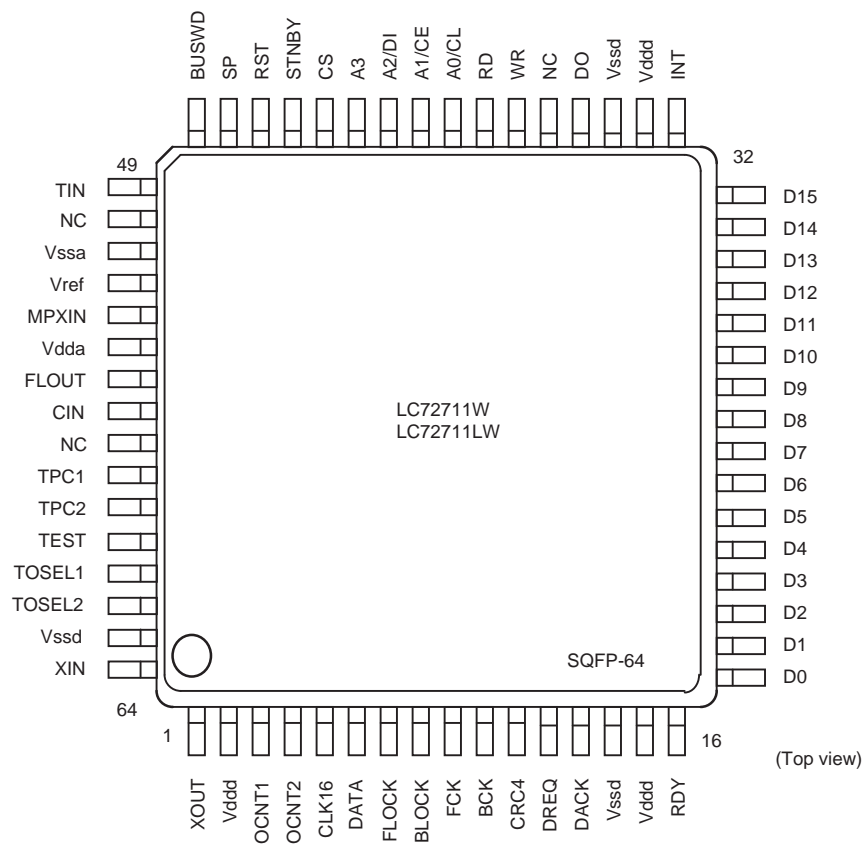 BUSWD
SP
RST
STNBY
CS
A3
A2/DI
A1/CE
A0/CL
RD
WR
NC
DO
Vssd
Vddd
INT
49
32
TIN
NC
Vssa
Vref
MPXIN
Vdda
FLOUT
CIN
NC
TPC1
TPC2
TEST
TOSEL1
TOSEL2
Vssd
XIN
LC72711W
LC72711LW
SQFP-64
D15
D14
D13
D12
D11
D10
D9
D8
D7
D6
D5
D4
D3
D2
D1
D0
64
1
16
(Top view)
XOUT
Vddd
OCNT1
OCNT2
CLK16
DATA
FLOCK
BLOCK
FCK
BCK
CRC4
DREQ
DACK
Vssd
Vddd
RDY